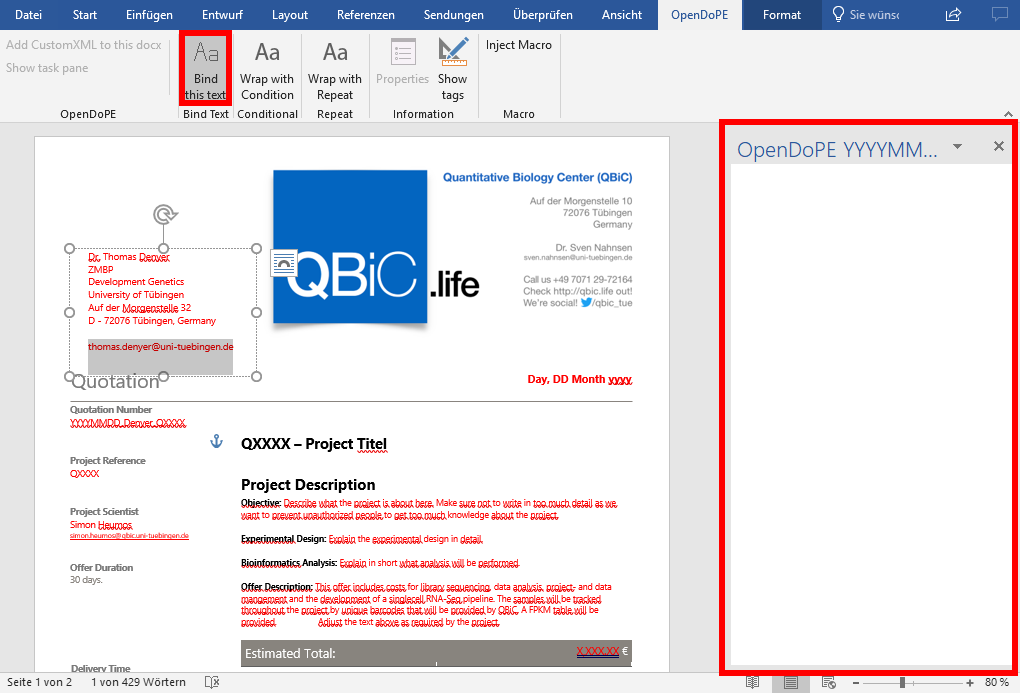 Datei Start Einfügen Entwurf Layout Referenzen Sendungen Überprüfen Ansicht OpenDoPE Format Sie wünsc
Add CustomXML to this docx
Show task pane
OpenDoPE
Aa
Bind
this text
Bind Text
Aa
Wrap with
Condition
Conditional
Aa
Wrap with
Repeat
Repeat
Properties
Show
tags
Information
Inject Macro
Macro
Dr. Thomas Denyer
ZMBP
Development Genetics
University of Tübingen
Auf der Morgenstelle 32
D - 72076 Tübingen, Germany
thomas.denyer@uni-tuebingen.de
QBiC.life
Quantitative Biology Center (QBiC)
Auf der Morgenstelle 10
72076 Tübingen
Germany
Dr. Sven Nahnsen
sven.nahnsen@uni-tuebingen.de
Call us +49 7071 29-72164
Check http://qbic.life out!
We're social! /qbic_tue
Quotation
Day, DD Month yyyy
Quotation Number
YYYYMMDD_Denyer_QXXXX
Project Reference
QXXXX
Project Scientist
Simon Heumos
simon.heumos@qbic.uni-tuebingen.de
Offer Duration
30 days.
Delivery Time
QXXXX – Project Titel
Project Description
Objective: Describe what the project is about here. Make sure not to write in too much detail as we
want to prevent unauthorized people to get too much knowledge about the project.
Experimental Design: Explain the experimental design in detail.
Bioinformatics Analysis: Explain in short what analysis will be performed.
Offer Description: This offer includes costs for library sequencing, data analysis, project- and data
mangement and the development of a singlecell RNA-Seq pipeline. The samples will be tracked
throughout the project by unique barcodes that will be provided by QBiC. A FPKM table will be
provided. Adjust the text above as required by the project.
Estimated Total: X.XXX,XX €
OpenDoPE YYYYMM...
Seite 1 von 2 1 von 429 Wörtern 80 %